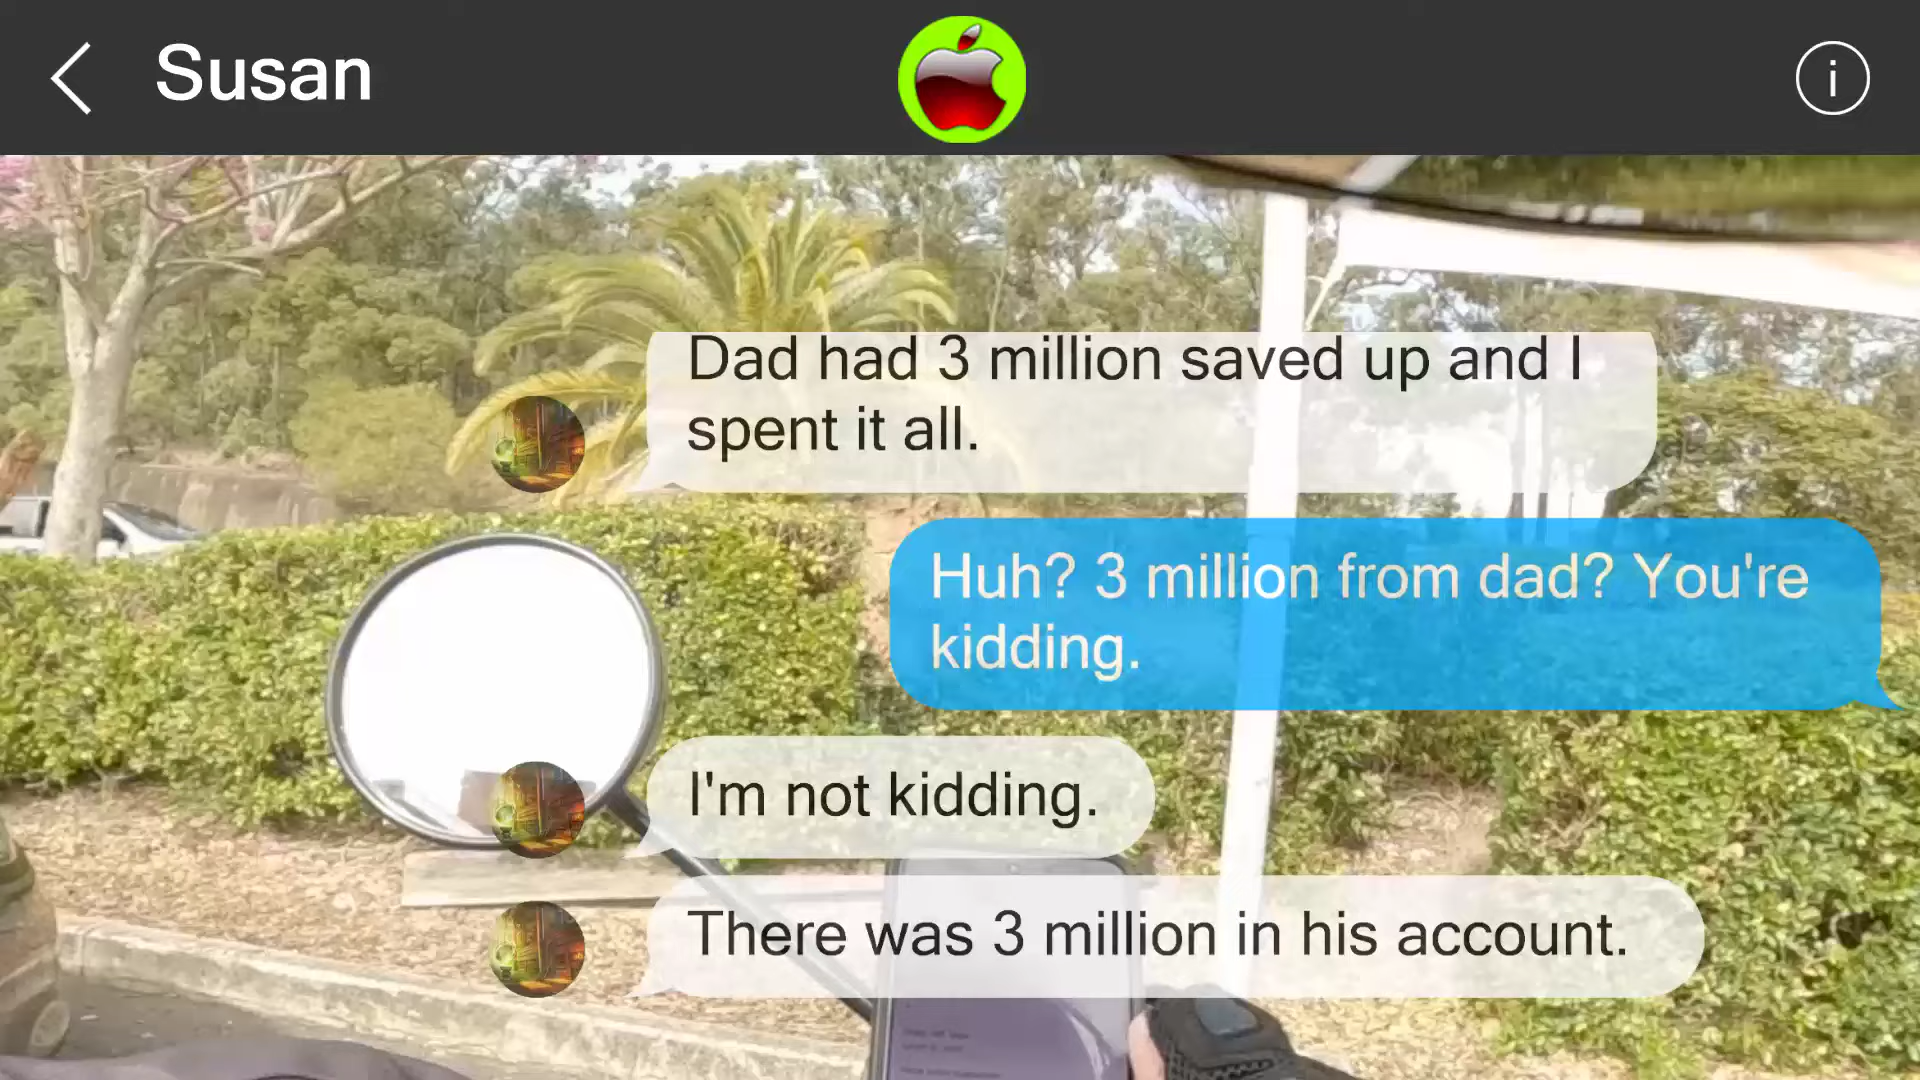 Susan
i
Dad had 3 million saved up and I
spent it all.
Huh? 3 million from dad? You're
kidding.
I'm not kidding.
There was 3 million in his account.